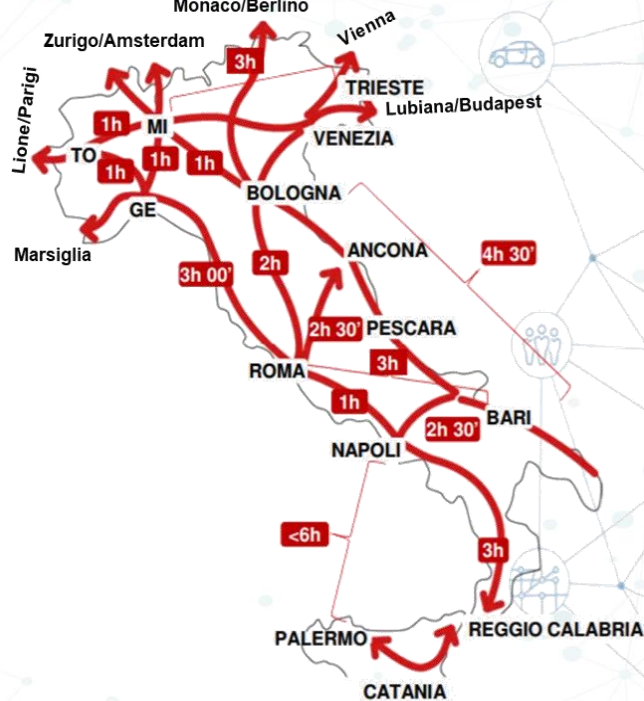 Monaco/Berlino
Zurigo/Amsterdam
Vienna
3h
TRIESTE
Lubiana/Budapest
Lione/Parigi
1h
MI
VENEZIA
TO
1h
1h
1h
BOLOGNA
GE
Marsiglia
ANCONA
4h 30'
3h 00'
2h
2h 30'
PESCARA
3h
ROMA
1h
BARI
2h 30'
NAPOLI
<6h
3h
REGGIO CALABRIA
PALERMO
CATANIA